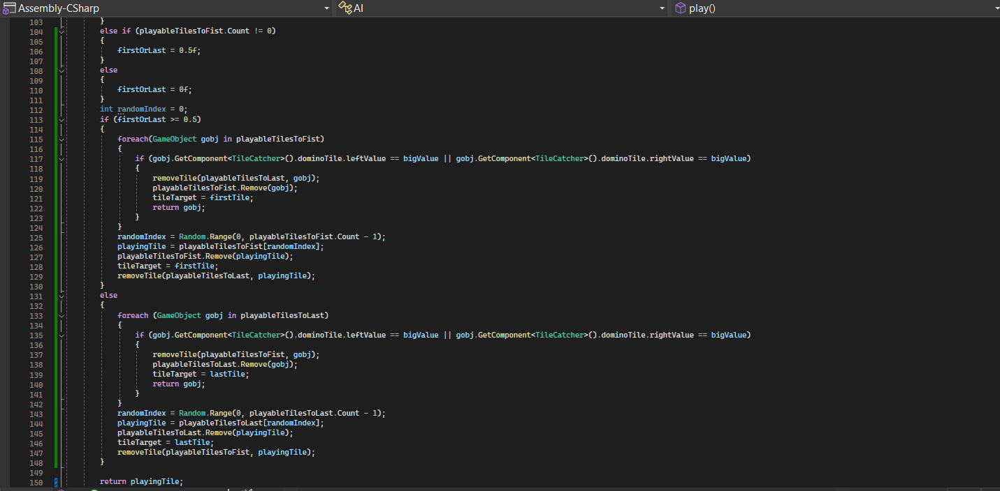 Assembly-CSharp AI play()
103 }
104 else if (playableTilesToFist.Count != 0)
105 {
106 firstOrLast = 0.5f;
107 }
108 else
109 {
110 firstOrLast = 0f;
111 }
112 int randomIndex = 0;
113 if (firstOrLast >= 0.5)
114 {
115 foreach(GameObject gobj in playableTilesToFist)
116 {
117 if (gobj.GetComponent<TileCatcher>().dominoTile.leftValue == bigValue || gobj.GetComponent<TileCatcher>().dominoTile.rightValue == bigValue)
118 {
119 removeTile(playableTilesToLast, gobj);
120 playableTilesToFist.Remove(gobj);
121 tileTarget = firstTile;
122 return gobj;
123 }
124 }
125 randomIndex = Random.Range(0, playableTilesToFist.Count - 1);
126 playingTile = playableTilesToFist[randomIndex];
127 playableTilesToFist.Remove(playingTile);
128 tileTarget = firstTile;
129 removeTile(playableTilesToLast, playingTile);
130 }
131 else
132 {
133 foreach (GameObject gobj in playableTilesToLast)
134 {
135 if (gobj.GetComponent<TileCatcher>().dominoTile.leftValue == bigValue || gobj.GetComponent<TileCatcher>().dominoTile.rightValue == bigValue)
136 {
137 removeTile(playableTilesToFist, gobj);
138 playableTilesToLast.Remove(gobj);
139 tileTarget = lastTile;
140 return gobj;
141 }
142 }
143 randomIndex = Random.Range(0, playableTilesToLast.Count - 1);
144 playingTile = playableTilesToLast[randomIndex];
145 playableTilesToLast.Remove(playingTile);
146 tileTarget = lastTile;
147 removeTile(playableTilesToFist, playingTile);
148 }
149
150 return playingTile;